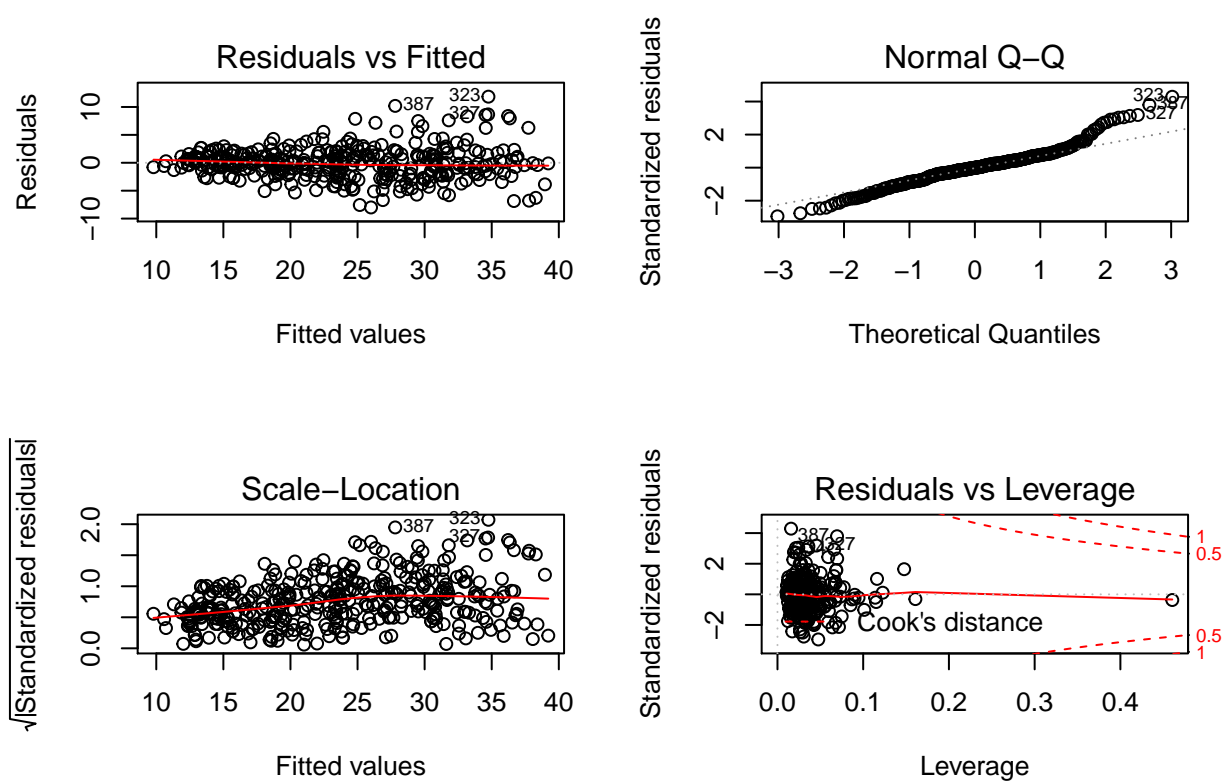 Residuals vs Fitted
Residuals
−10 0 10
387
323
327
10 15 20 25 30 35 40
Fitted values
Normal Q−Q
Standardized residuals
−2 2
323
387
327
−3 −2 −1 0 1 2 3
Theoretical Quantiles
Scale−Location
√|Standardized residuals|
0.0 1.0 2.0
387
323
327
10 15 20 25 30 35 40
Fitted values
Residuals vs Leverage
Standardized residuals
−2 2
387
327
1
0.5
Cook's distance
0.5
1
0.0 0.1 0.2 0.3 0.4
Leverage